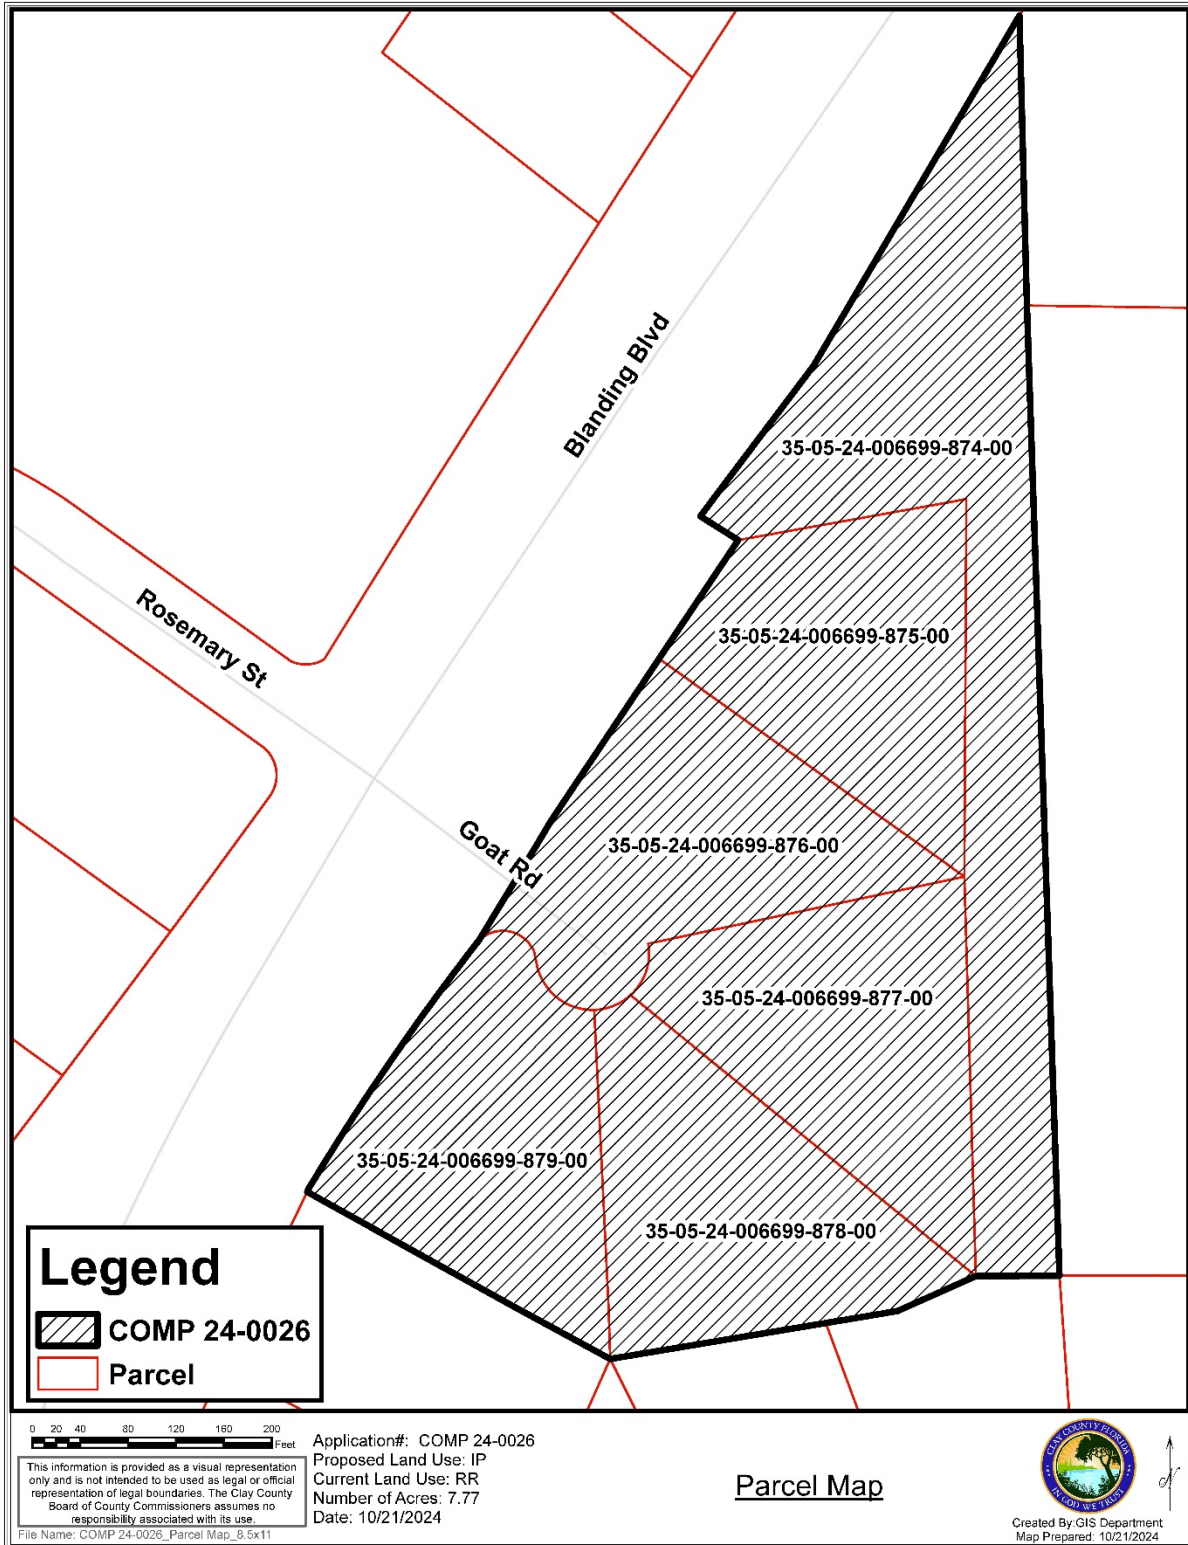 Blanding Blvd
35-05-24-006699-874-00
Rosemary St
35-05-24-006699-875-00
Goat Rd
35-05-24-006699-876-00
35-05-24-006699-877-00
35-05-24-006699-879-00
35-05-24-006699-878-00
Legend
COMP 24-0026
Parcel
0 20 40 80 120 160 200
Feet
This information is provided as a visual representation
only and is not intended to be used as legal or official
representation of legal boundaries. The Clay County
Board of County Commissioners assumes no
responsibility associated with its use.
File Name: COMP 24-0026_Parcel Map_8.5x11
Application#: COMP 24-0026
Proposed Land Use: IP
Current Land Use: RR
Number of Acres: 7.77
Date: 10/21/2024
Parcel Map
CLAY COUNTY FLORIDA
IN GOD WE TRUST
N
Created By:GIS Department
Map Prepared: 10/21/2024